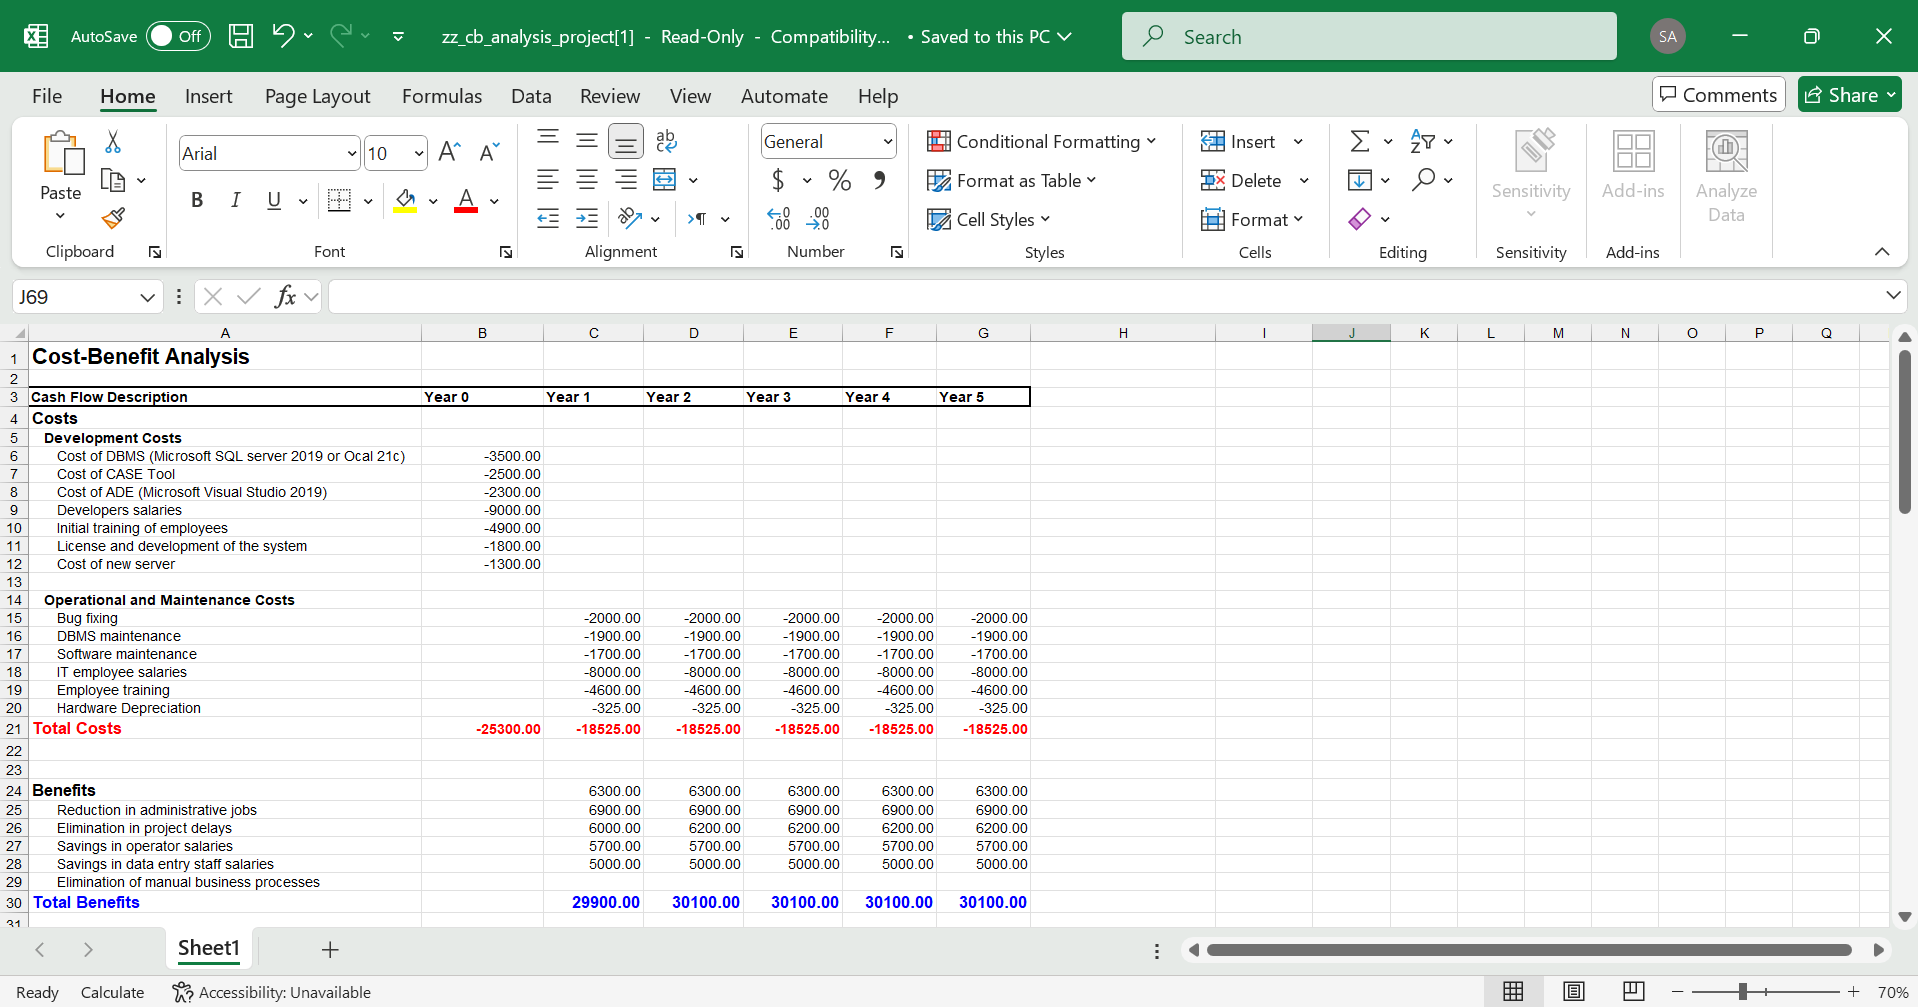 AutoSave Off zz_cb_analysis_project[1] - Read-Only - Compatibility... • Saved to this PC Search SA
File Home Insert Page Layout Formulas Data Review View Automate Help Comments Share
Paste Clipboard
Arial 10 B I U A Font
ab c Alignment
General $ % Number
Conditional Formatting
Format as Table
Cell Styles
Styles
Insert
Delete
Format
Cells
Editing
Sensitivity Sensitivity
Add-ins Add-ins
Analyze Data
J69 fx
A B C D E F G H I J K L M N O P Q
1 Cost-Benefit Analysis
2
3 Cash Flow Description Year 0 Year 1 Year 2 Year 3 Year 4 Year 5
4 Costs
5 Development Costs
6 Cost of DBMS (Microsoft SQL server 2019 or Ocal 21c) -3500.00
7 Cost of CASE Tool -2500.00
8 Cost of ADE (Microsoft Visual Studio 2019) -2300.00
9 Developers salaries -9000.00
10 Initial training of employees -4900.00
11 License and development of the system -1800.00
12 Cost of new server -1300.00
13
14 Operational and Maintenance Costs
15 Bug fixing -2000.00 -2000.00 -2000.00 -2000.00 -2000.00
16 DBMS maintenance -1900.00 -1900.00 -1900.00 -1900.00 -1900.00
17 Software maintenance -1700.00 -1700.00 -1700.00 -1700.00 -1700.00
18 IT employee salaries -8000.00 -8000.00 -8000.00 -8000.00 -8000.00
19 Employee training -4600.00 -4600.00 -4600.00 -4600.00 -4600.00
20 Hardware Depreciation -325.00 -325.00 -325.00 -325.00 -325.00
21 Total Costs -25300.00 -18525.00 -18525.00 -18525.00 -18525.00 -18525.00
22
23
24 Benefits 6300.00 6300.00 6300.00 6300.00 6300.00
25 Reduction in administrative jobs 6900.00 6900.00 6900.00 6900.00 6900.00
26 Elimination in project delays 6000.00 6200.00 6200.00 6200.00 6200.00
27 Savings in operator salaries 5700.00 5700.00 5700.00 5700.00 5700.00
28 Savings in data entry staff salaries 5000.00 5000.00 5000.00 5000.00 5000.00
29 Elimination of manual business processes
30 Total Benefits 29900.00 30100.00 30100.00 30100.00 30100.00
31
Sheet1
Ready Calculate Accessibility: Unavailable 70%